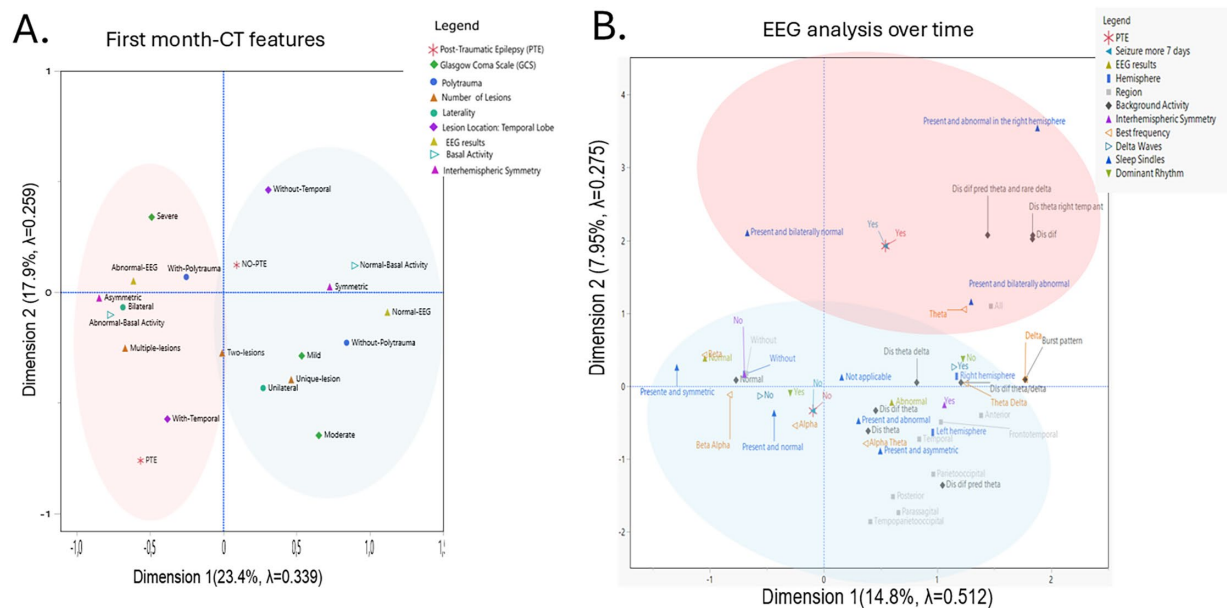 A.
First month-CT features
Legend
Post-Traumatic Epilepsy (PTE)
Glasgow Coma Scale (GCS)
Polytrauma
Number of Lesions
Laterality
Lesion Location: Temporal Lobe
EEG results
Basal Activity
Interhemispheric Symmetry
Dimension 2 (17.9%, λ=0.259)
1
0
-1
Without-Temporal
Severe
Abnormal-EEG
With-Polytrauma
NO-PTE
Normal-Basal Activity
Symmetric
Asymmetric
Bilateral
Abnormal-Basal Activity
Normal-EEG
Multiple-lesions
Two-lesions
Mild
Without-Polytrauma
Unique-lesion
Unilateral
With-Temporal
Moderate
PTE
-1,0
-0,5
0
0,5
1,0
1,
Dimension 1(23.4%, λ=0.339)
B.
EEG analysis over time
Legend
PTE
Seizure more 7 days
EEG results
Hemisphere
Region
Background Activity
Interhemispheric Symmetry
Best frequency
Delta Waves
Sleep Sindles
Dominant Rhythm
Dimension 2 (7.95%, λ=0.275)
4
3
2
1
0
-1
-2
Present and abnormal in the right hemisphere
Dis dif pred theta and rare delta
Dis theta right temp ant
Yes
Yes
Present and bilaterally normal
Dis dif
Present and bilaterally abnormal
Theta
All
No
Without
Beta
Normal
Without
Dis theta delta
No
Delta
Burst pattern
Yes
Presente and symmetric
Normal
No
Not applicable
Right hemisphere
Dis dif theta/delta
No
Yes
No
Abnormal
Yes
Theta Delta
Beta Alpha
Present and normal
Alpha
Dis dif theta
Present and abnormal
Anterior
Frontotemporal
Dis theta
Left hemisphere
Alpha Theta
Temporal
Present and asymmetric
Parietooccipital
Dis dif pred theta
Posterior
Parassagital
Tempoparietooccipital
-1
0
1
2
Dimension 1(14.8%, λ=0.512)